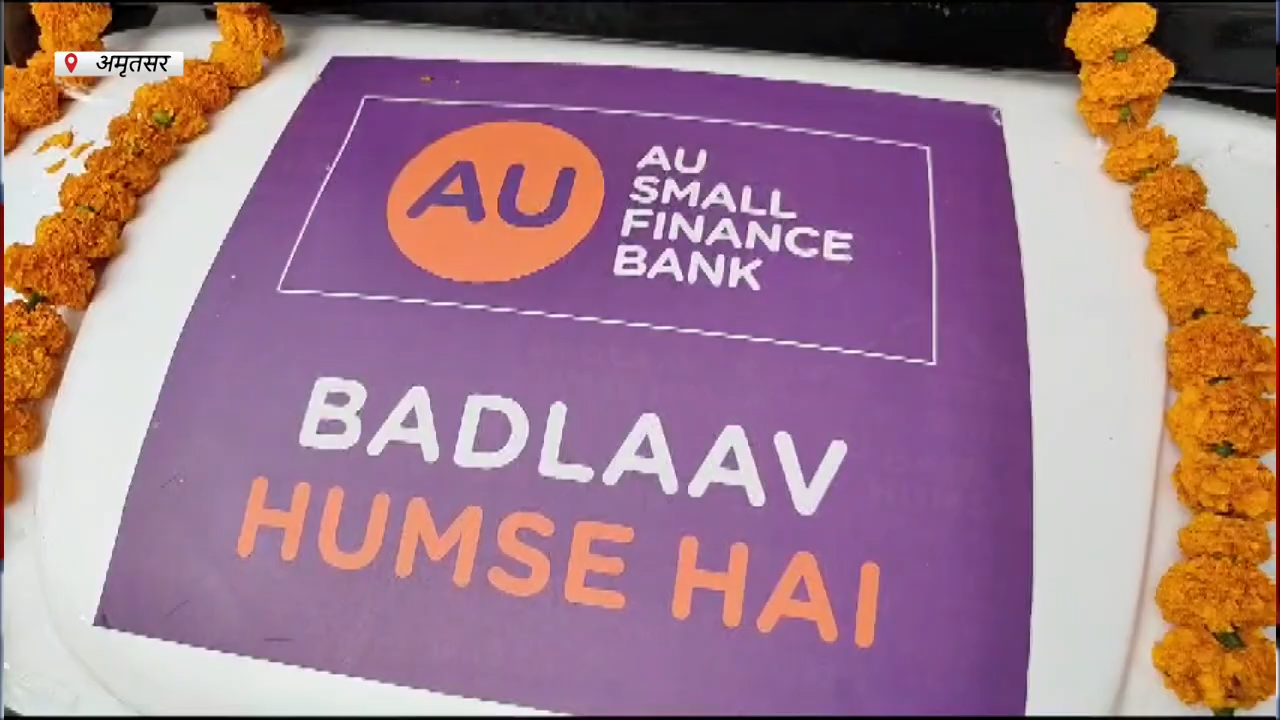 अमृतसर
AU
AU
SMALL
FINANCE
BANK
BADLAAV
HUMSE HAI